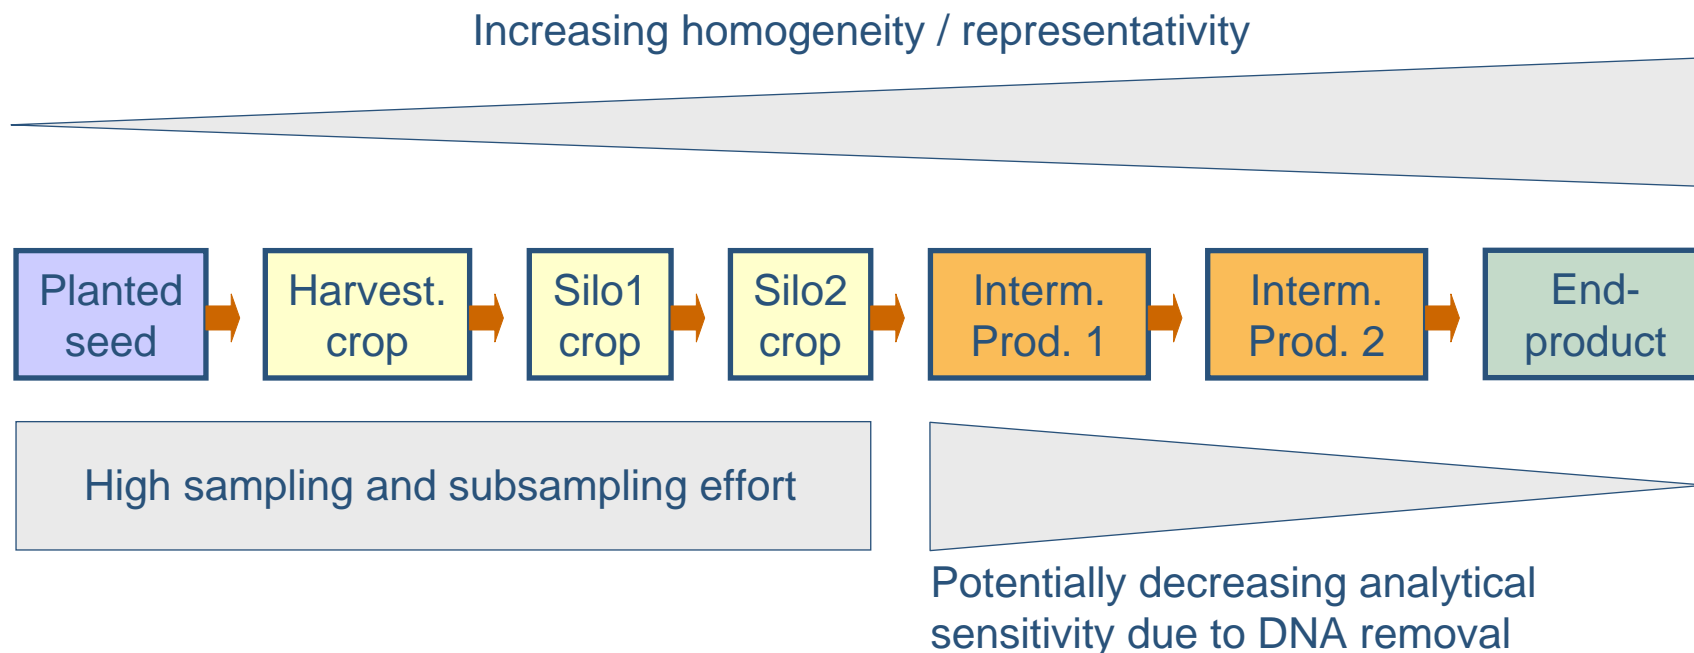 Increasing homogeneity / representativity
Planted
seed
Harvest.
crop
Silo1
crop
Silo2
crop
Interm.
Prod. 1
Interm.
Prod. 2
End-
product
High sampling and subsampling effort
Potentially decreasing analytical
sensitivity due to DNA removal